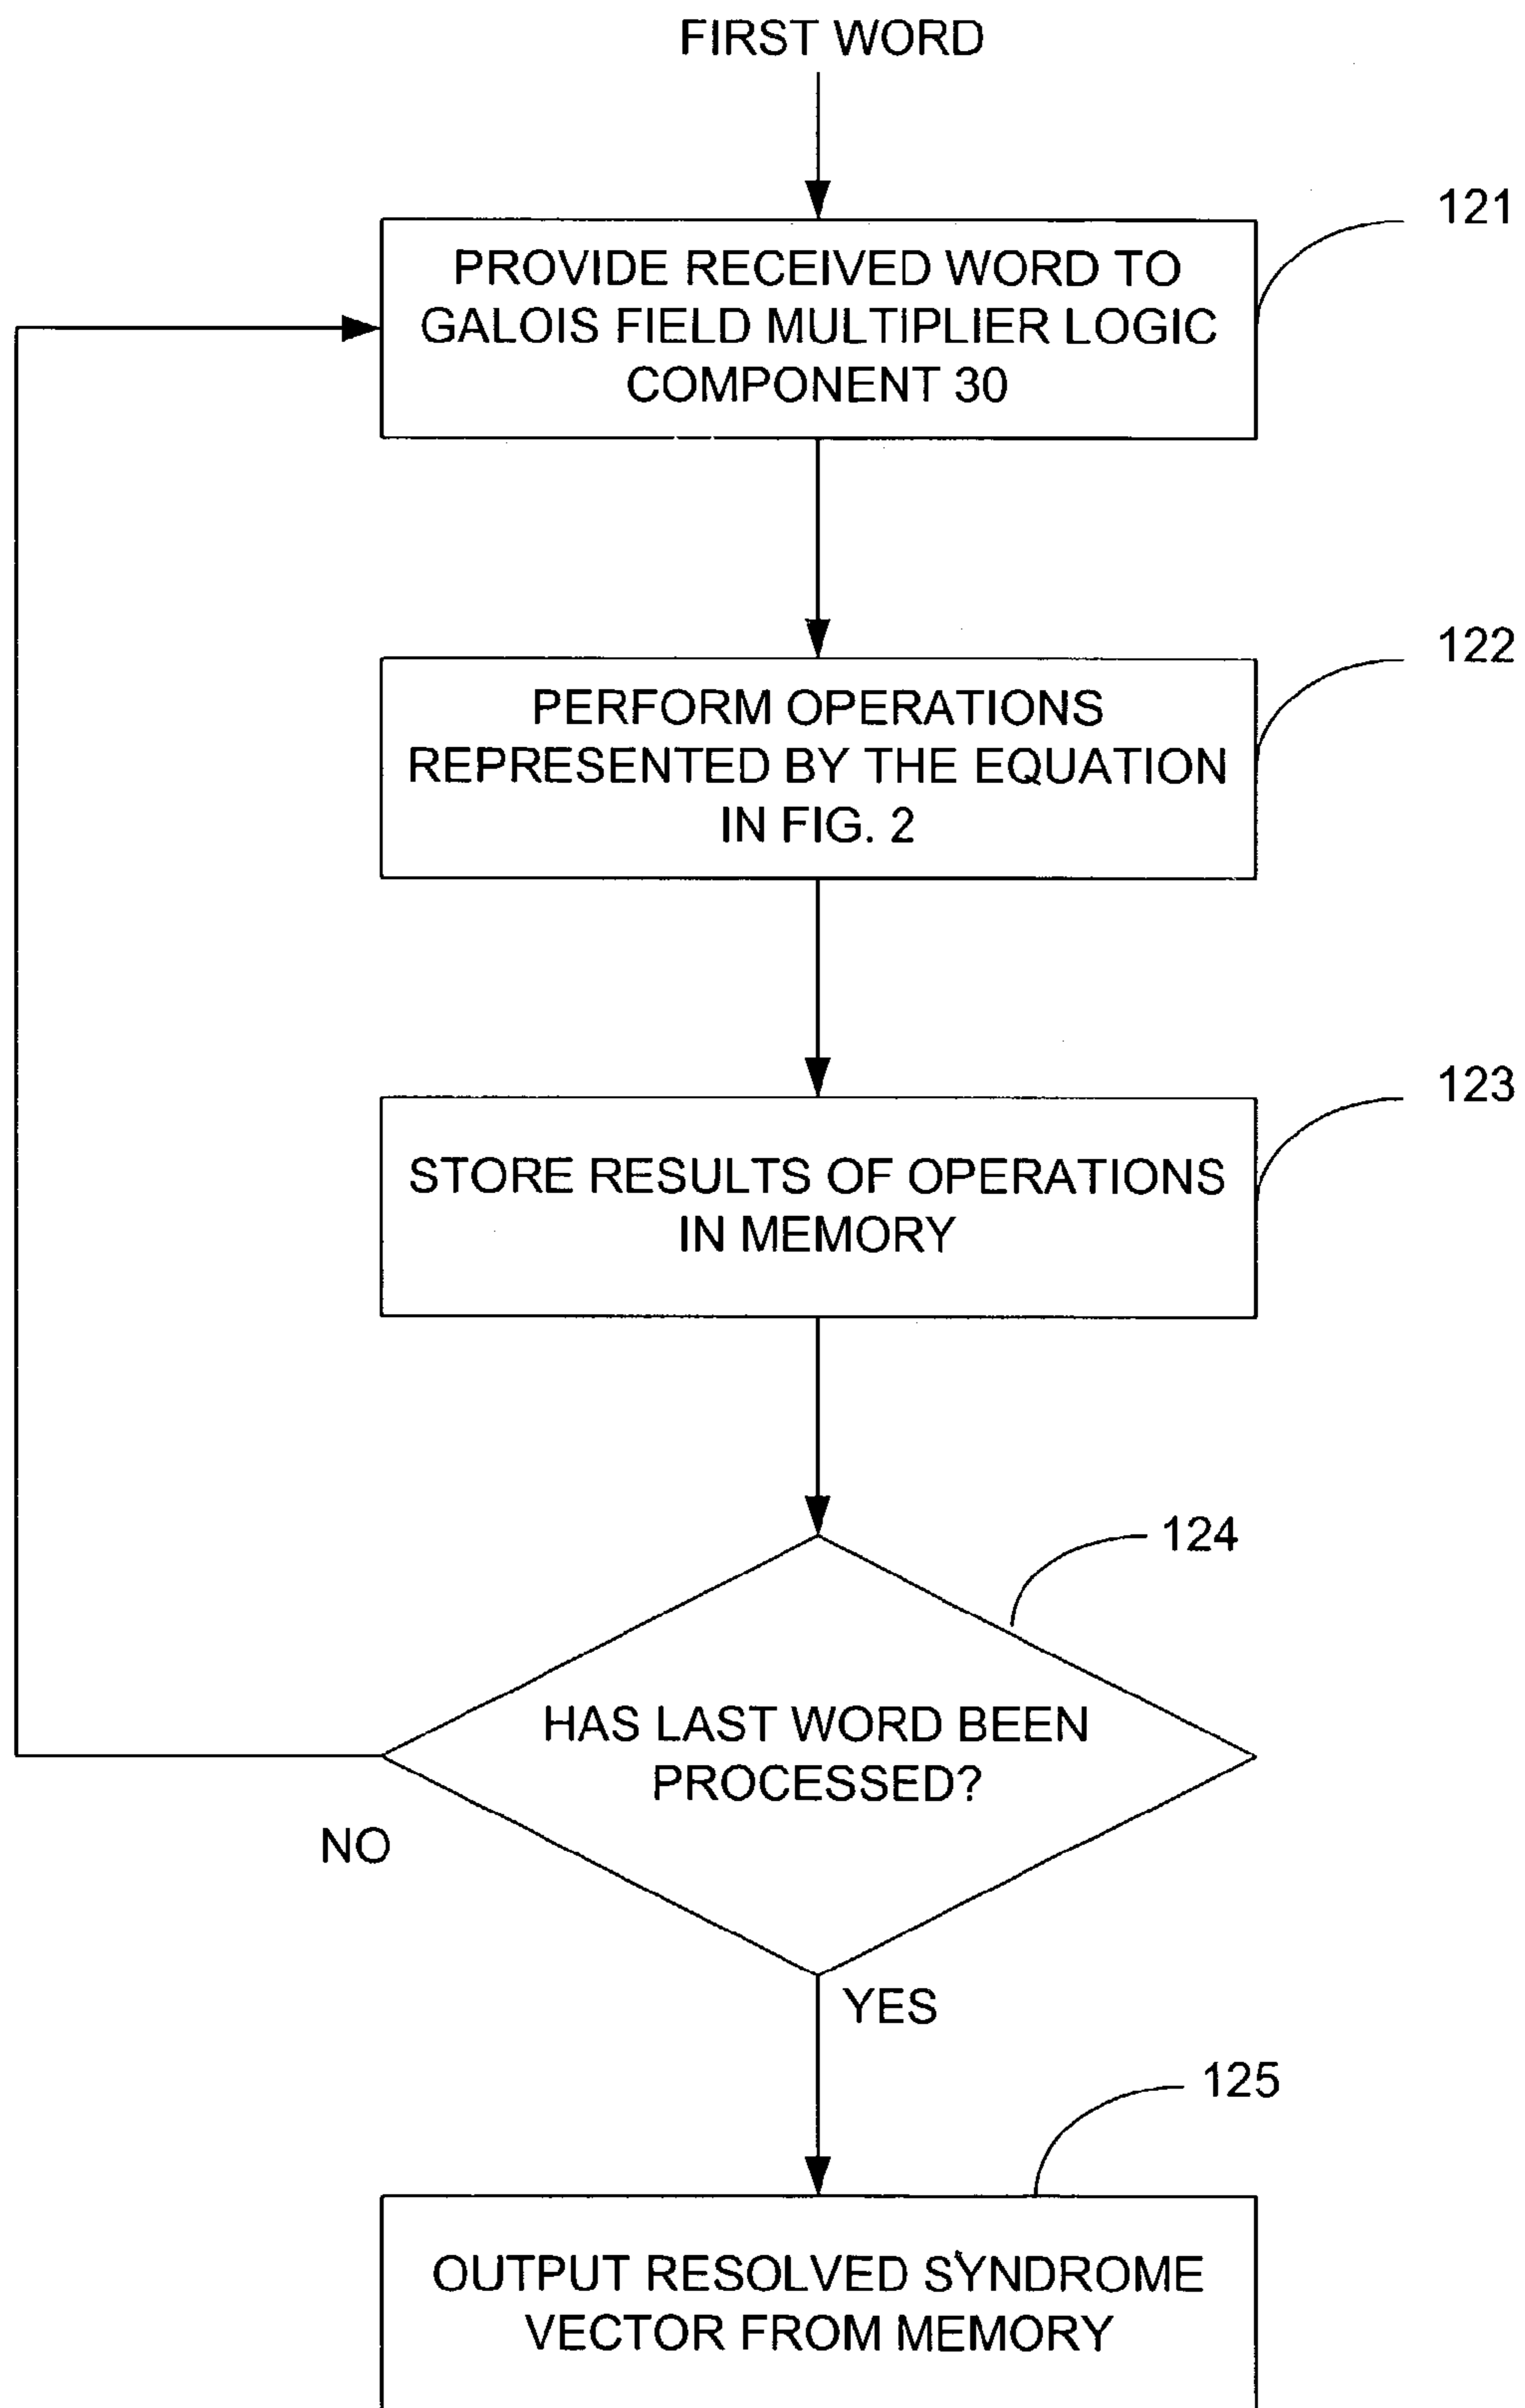 FIRST WORD
121
PROVIDE RECEIVED WORD TO
GALOIS FIELD MULTIPLIER LOGIC
COMPONENT 30
122
PERFORM OPERATIONS
REPRESENTED BY THE EQUATION
IN FIG. 2
123
STORE RESULTS OF OPERATIONS
IN MEMORY
124
HAS LAST WORD BEEN
PROCESSED?
NO
YES
125
OUTPUT RESOLVED SYNDROME
VECTOR FROM MEMORY